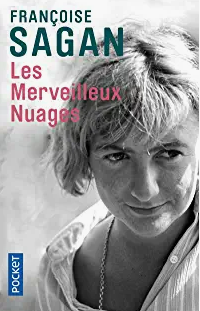 FRANÇOISE
SAGAN
Les
Merveilleux
Nuages
POCKET